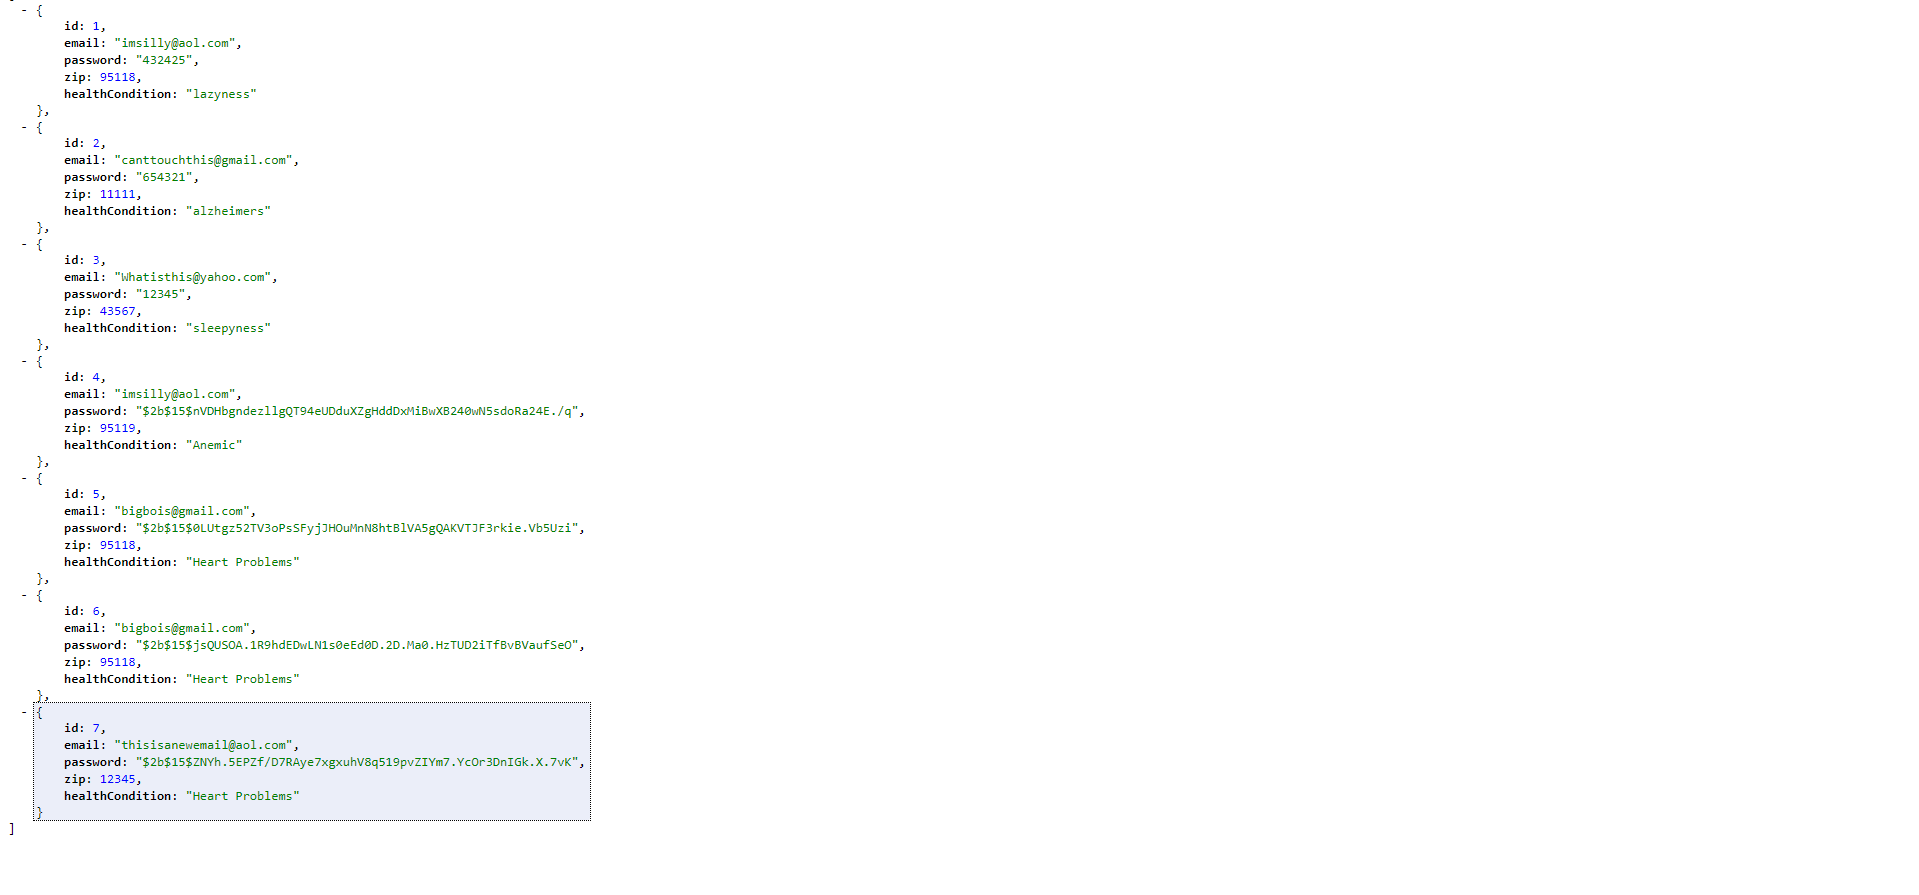 - {
id: 1,
email: "imsilly@aol.com",
password: "432425",
zip: 95118,
healthCondition: "lazyness"
},
- {
id: 2,
email: "canttouchthis@gmail.com",
password: "654321",
zip: 11111,
healthCondition: "alzheimers"
},
- {
id: 3,
email: "Whatisthis@yahoo.com",
password: "12345",
zip: 43567,
healthCondition: "sleepyness"
},
- {
id: 4,
email: "imsilly@aol.com",
password: "$2b$15$nVDHbgndezllgQT94eUDduXZgHddDxMiBwXB240wN5sdoRa24E./q",
zip: 95119,
healthCondition: "Anemic"
},
- {
id: 5,
email: "bigbois@gmail.com",
password: "$2b$15$0LUtgz52TV3oPsSFyjJHOuMnN8htBlVA5gQAKVTJF3rkie.Vb5Uzi",
zip: 95118,
healthCondition: "Heart Problems"
},
- {
id: 6,
email: "bigbois@gmail.com",
password: "$2b$15$jsQUSOA.1R9hdEDwLN1s0eEd0D.2D.Ma0.HzTUD2iTfBvBVaufSeO",
zip: 95118,
healthCondition: "Heart Problems"
},
- {
id: 7,
email: "thisisanewemail@aol.com",
password: "$2b$15$ZNYh.5EPZf/D7RAye7xgxuhV8q519pvZIYm7.YcOr3DnIGk.X.7vK",
zip: 12345,
healthCondition: "Heart Problems"
}
]